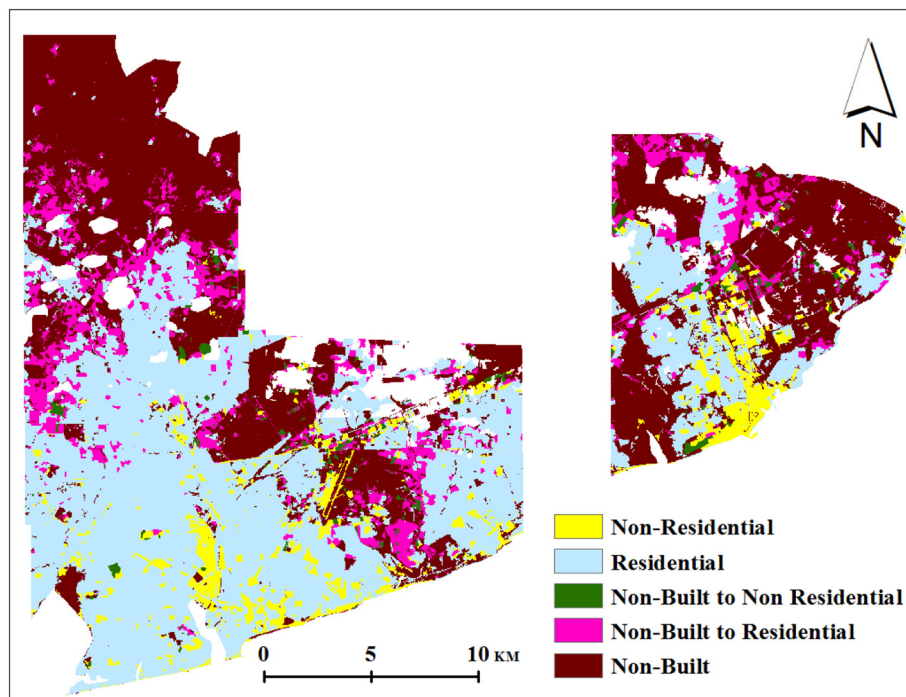 N
Non-Residential
Residential
Non-Built to Non Residential
Non-Built to Residential
Non-Built
0 5 10 KM